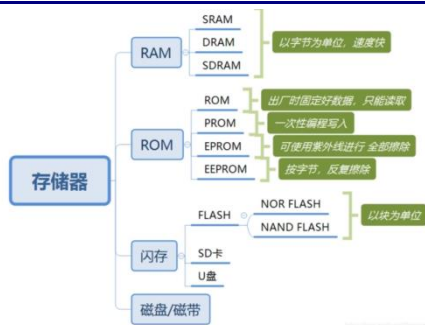 存储器
RAM
SRAM
DRAM
SDRAM
以字节为单位，速度快
ROM
ROM
出厂时固定好数据，只能读取
PROM
一次性编程写入
EPROM
可使用紫外线进行 全部擦除
EEPROM
按字节，反复擦除
闪存
FLASH
NOR FLASH
NAND FLASH
以块为单位
SD卡
U盘
磁盘/磁带